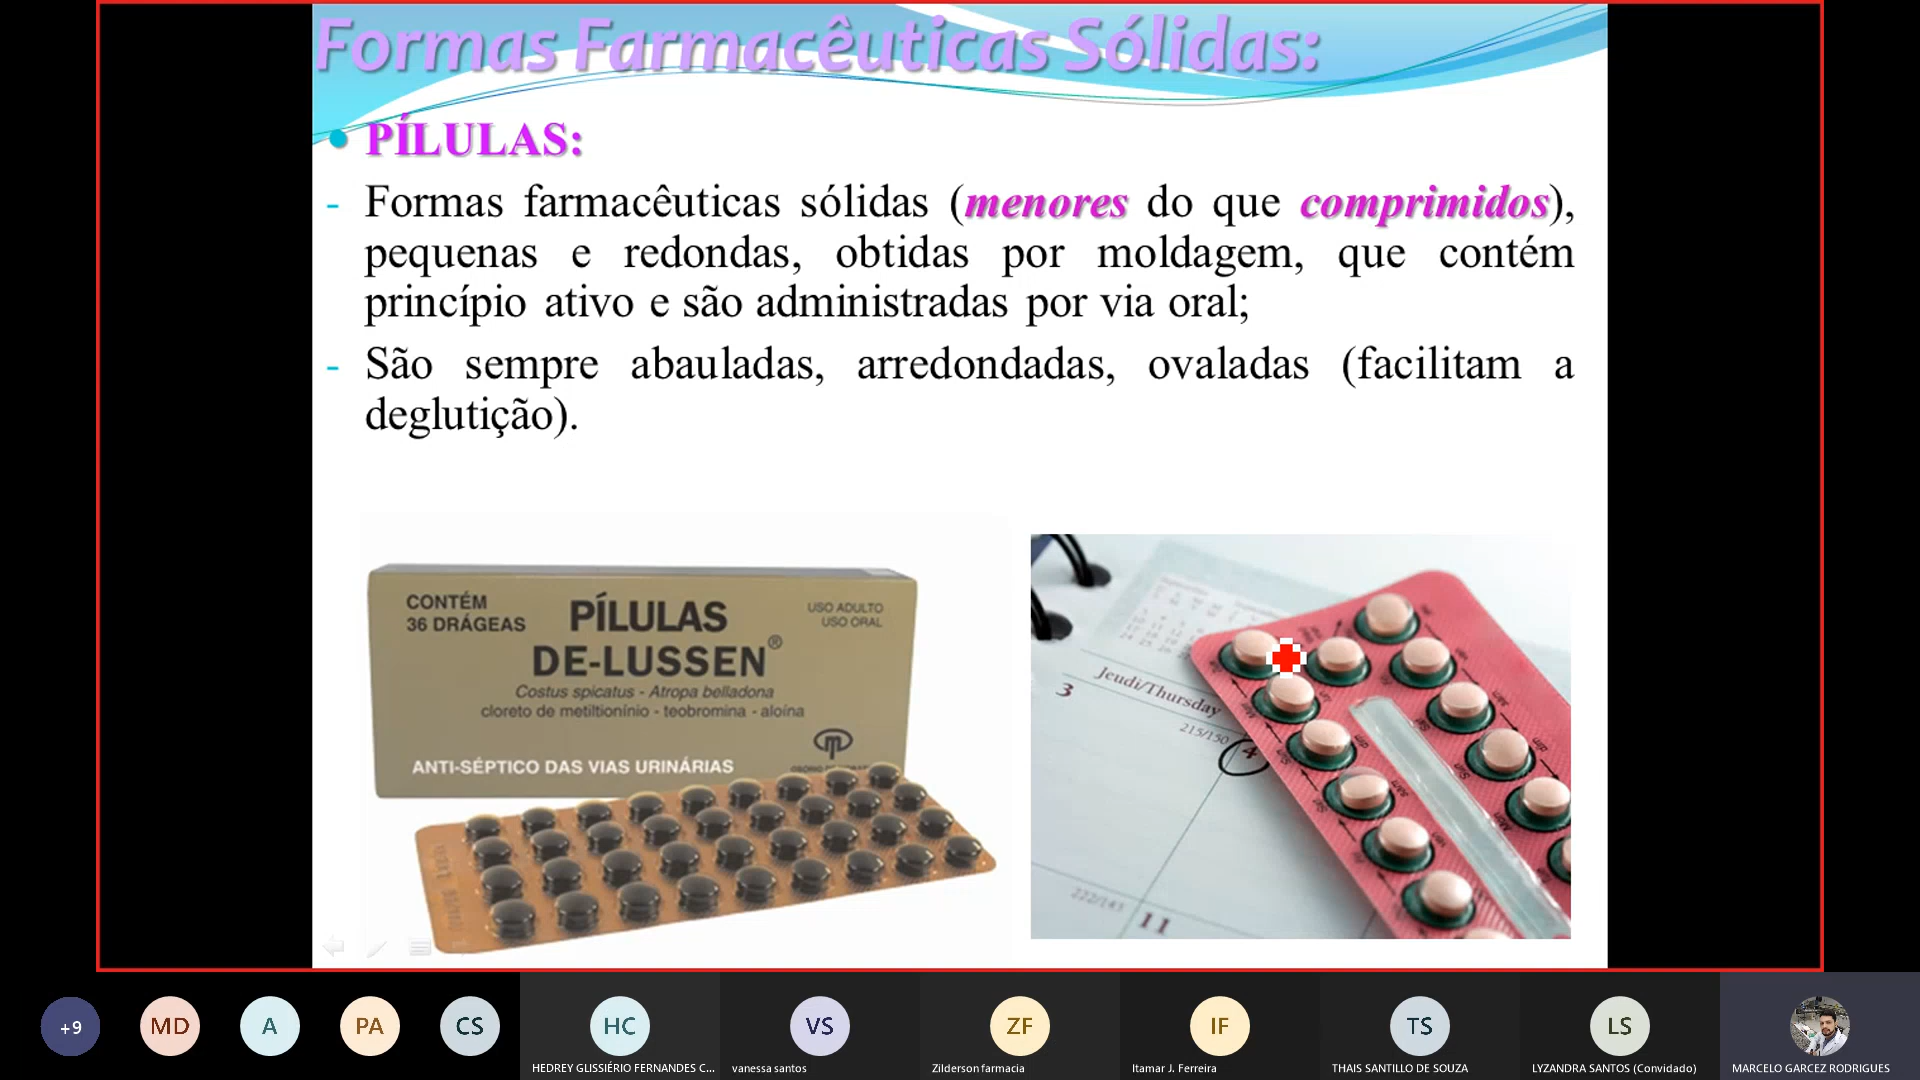 Formas Farmacêuticas Sólidas:
• PÍLULAS:
- Formas farmacêuticas sólidas (menores do que comprimidos),
pequenas e redondas, obtidas por moldagem, que contém
princípio ativo e são administradas por via oral;
- São sempre abauladas, arredondadas, ovaladas (facilitam a
deglutição).
CONTÉM
36 DRÁGEAS
PÍLULAS
DE-LUSSEN®
USO ADULTO
USO ORAL
Costus spicatus - Atropa belladona
cloreto de metiltionínio - teobromina - aloína
ANTI-SÉPTICO DAS VIAS URINÁRIAS
Jeudi/Thursday
3
215/150
4
222/143
11
+9
MD
A
PA
CS
HC
VS
ZF
IF
TS
LS
HEDREY GLISSIÉRIO FERNANDES C...
vanessa santos
Zilderson farmacia
Itamar J. Ferreira
THAIS SANTILLO DE SOUZA
LYZANDRA SANTOS (Convidado)
MARCELO GARCEZ RODRIGUES